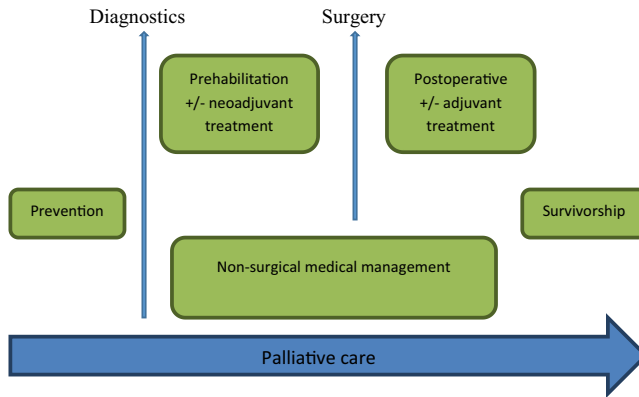 Diagnostics
Surgery
Prehabilitation
+/- neoadjuvant
treatment
Postoperative
+/- adjuvant
treatment
Prevention
Survivorship
Non-surgical medical management
Palliative care